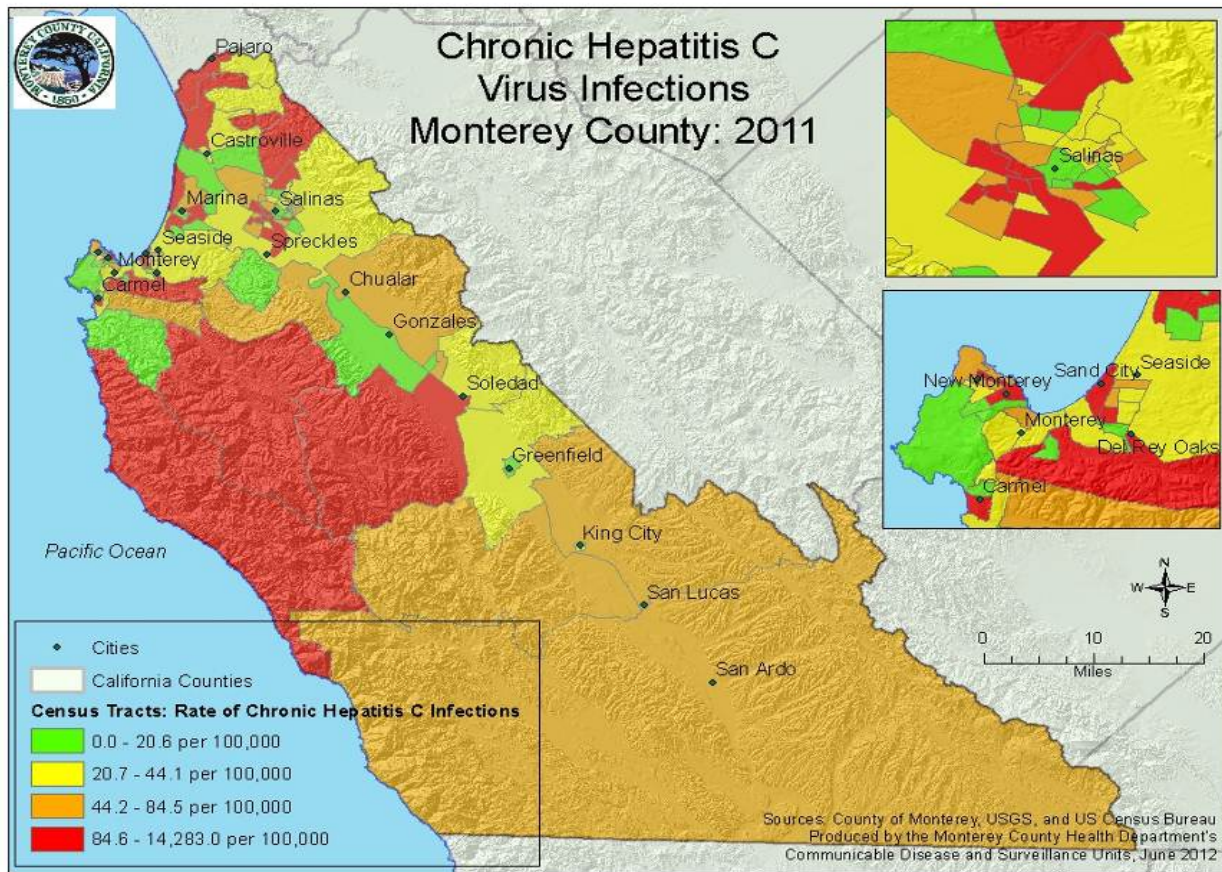 Chronic Hepatitis C
Virus Infections
Monterey County: 2011
MONTEREY COUNTY CALIFORNIA
1850
Pajaro
Castroville
Marina
Salinas
Seaside
Spreckles
Monterey
Carmel
Chualar
Gonzales
Soledad
Greenfield
King City
San Lucas
San Ardo
Pacific Ocean
Salinas
Seaside
Sand City
New Monterey
Monterey
Del Rey Oaks
Carmel
N
W E
S
0 10 20
Miles
Cities
California Counties
Census Tracts: Rate of Chronic Hepatitis C Infections
0.0 - 20.6 per 100,000
20.7 - 44.1 per 100,000
44.2 - 84.5 per 100,000
84.6 - 14,283.0 per 100,000
Sources: County of Monterey, USGS, and US Census Bureau
Produced by the Monterey County Health Department's
Communicable Disease and Surveillance Units, June 2012